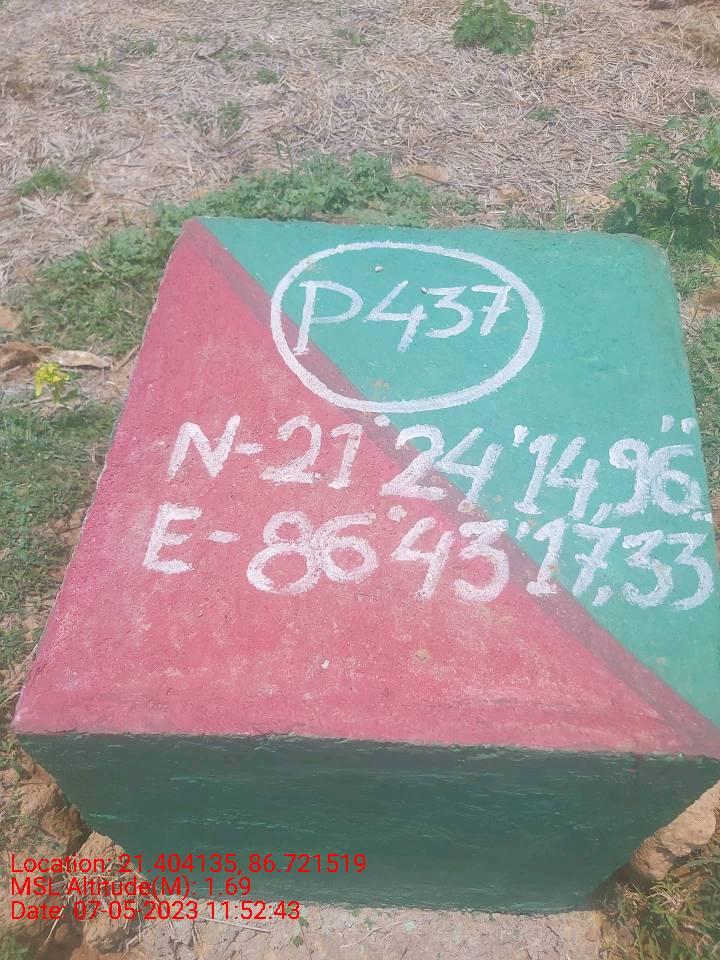 P437
N-21°24'14,96"
E-86°43'17,33"
Location: 21.404135, 86.721519
MSL Altitude(M): 1.69
Date: 07-05-2023 11:52:43